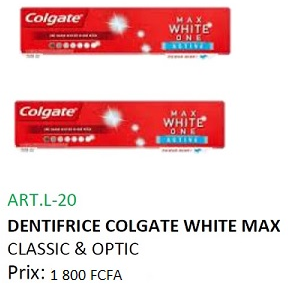 Colgate
MAX
WHITE
ONE
ACTIVE
Colgate
MAX
WHITE
ONE
ACTIVE
ART.L-20
DENTIFRICE COLGATE WHITE MAX
CLASSIC & OPTIC
Prix: 1 800 FCFA